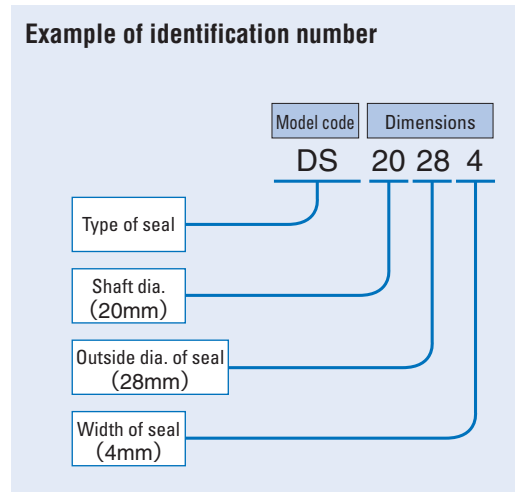 Example of identification number
Model code Dimensions
DS 20 28 4
Type of seal
Shaft dia.
（20mm）
Outside dia. of seal
（28mm）
Width of seal
（4mm）